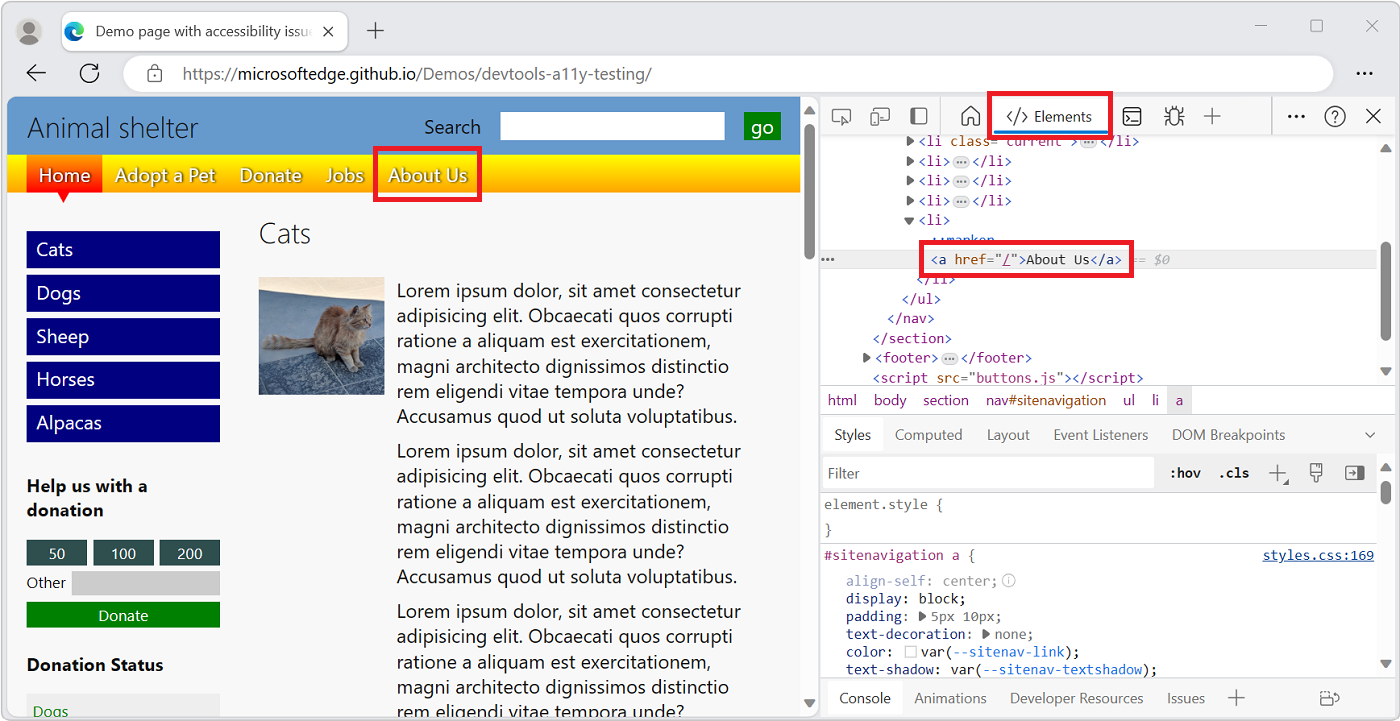 Demo page with accessibility issu
https://microsoftedge.github.io/Demos/devtools-a11y-testing/
Animal shelter
Search
go
Home
Adopt a Pet
Donate
Jobs
About Us
Cats
Dogs
Sheep
Horses
Alpacas
Help us with a
donation
50
100
200
Other
Donate
Donation Status
Dogs
Cats
Lorem ipsum dolor, sit amet consectetur
adipisicing elit. Obcaecati quos corrupti
ratione a aliquam est exercitationem,
magni architecto dignissimos distinctio
rem eligendi vitae tempora unde?
Accusamus quod ut soluta voluptatibus.
Lorem ipsum dolor, sit amet consectetur
adipisicing elit. Obcaecati quos corrupti
ratione a aliquam est exercitationem,
magni architecto dignissimos distinctio
rem eligendi vitae tempora unde?
Accusamus quod ut soluta voluptatibus.
Lorem ipsum dolor, sit amet consectetur
adipisicing elit. Obcaecati quos corrupti
ratione a aliquam est exercitationem,
magni architecto dignissimos distinctio
rem eligendi vitae tempora unde?
</> Elements
<li class="current">…</li>
<li>…</li>
<li>…</li>
<li>…</li>
<li>
::marker
<a href="/">About Us</a> == $0
</li>
</ul>
</nav>
</section>
<footer>…</footer>
<script src="buttons.js"></script>
html body section nav#sitenavigation ul li a
Styles Computed Layout Event Listeners DOM Breakpoints
Filter :hov .cls
element.style {
}
#sitenavigation a { styles.css:169
align-self: center;
display: block;
padding: 5px 10px;
text-decoration: none;
color: var(--sitenav-link);
text-shadow: var(--sitenav-textshadow);
Console Animations Developer Resources Issues